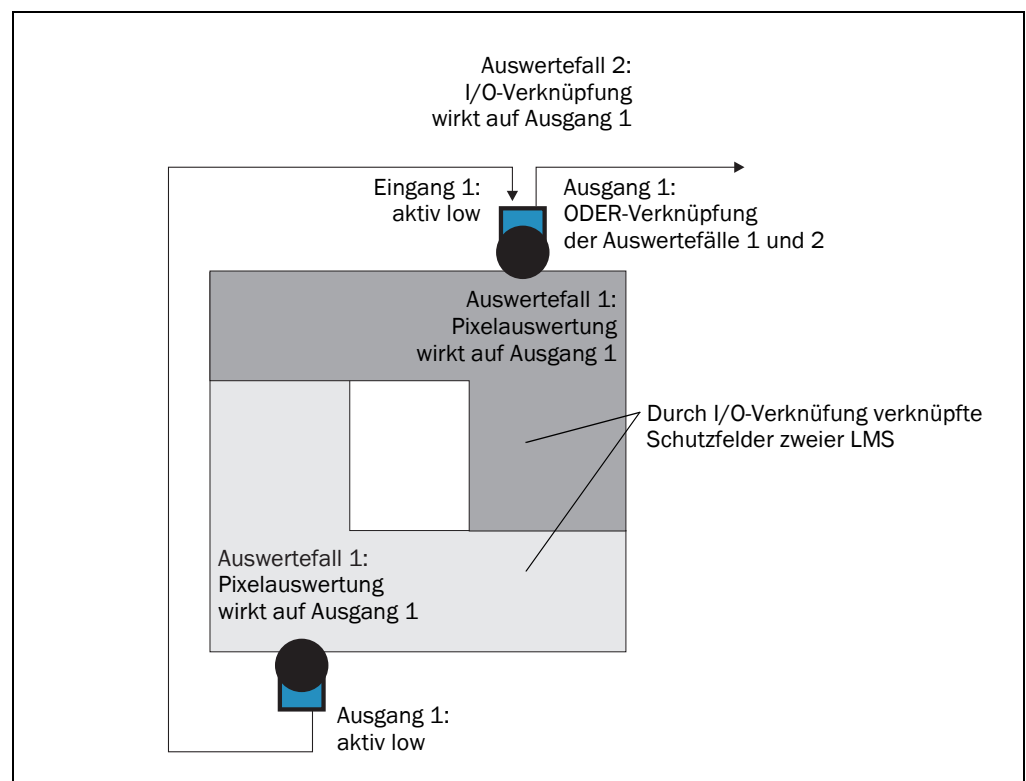 Auswertefall 2:
I/O-Verknüpfung
wirkt auf Ausgang 1
Eingang 1:
aktiv low
Ausgang 1:
ODER-Verknüpfung
der Auswertefälle 1 und 2
Auswertefall 1:
Pixelauswertung
wirkt auf Ausgang 1
Durch I/O-Verknüfung verknüpfte
Schutzfelder zweier LMS
Auswertefall 1:
Pixelauswertung
wirkt auf Ausgang 1
Ausgang 1:
aktiv low